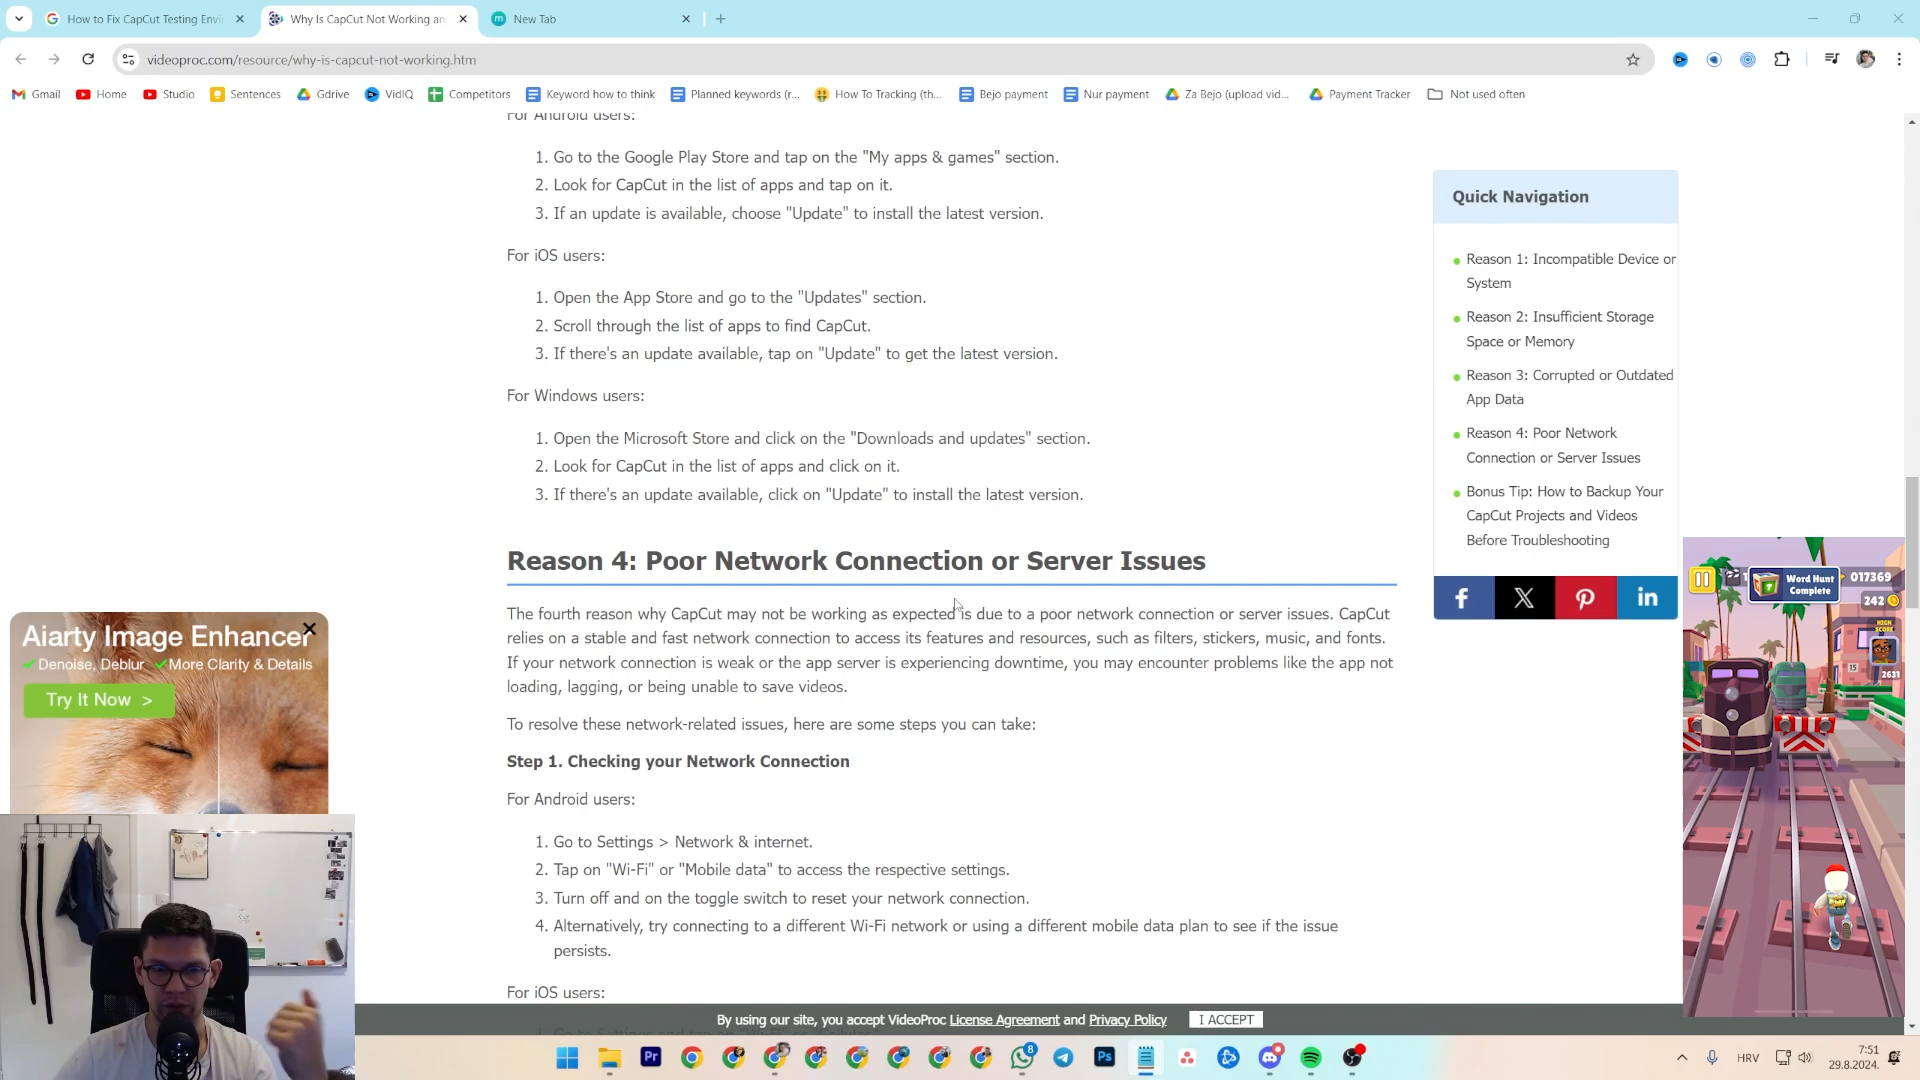 How to Fix CapCut Testing Envi
Why Is CapCut Not Working an
New Tab
videoproc.com/resource/why-is-capcut-not-working.htm
Gmail
Home
Studio
Sentences
Gdrive
VidIQ
Competitors
Keyword how to think
Planned keywords (r...
How To Tracking (th...
Bejo payment
Nur payment
Za Bejo (upload vid...
Payment Tracker
Not used often
For Android users:
1. Go to the Google Play Store and tap on the "My apps & games" section.
2. Look for CapCut in the list of apps and tap on it.
3. If an update is available, choose "Update" to install the latest version.
For iOS users:
1. Open the App Store and go to the "Updates" section.
2. Scroll through the list of apps to find CapCut.
3. If there's an update available, tap on "Update" to get the latest version.
For Windows users:
1. Open the Microsoft Store and click on the "Downloads and updates" section.
2. Look for CapCut in the list of apps and click on it.
3. If there's an update available, click on "Update" to install the latest version.
Reason 4: Poor Network Connection or Server Issues
The fourth reason why CapCut may not be working as expected is due to a poor network connection or server issues. CapCut
relies on a stable and fast network connection to access its features and resources, such as filters, stickers, music, and fonts.
If your network connection is weak or the app server is experiencing downtime, you may encounter problems like the app not
loading, lagging, or being unable to save videos.
To resolve these network-related issues, here are some steps you can take:
Step 1. Checking your Network Connection
For Android users:
1. Go to Settings > Network & internet.
2. Tap on "Wi-Fi" or "Mobile data" to access the respective settings.
3. Turn off and on the toggle switch to reset your network connection.
4. Alternatively, try connecting to a different Wi-Fi network or using a different mobile data plan to see if the issue
persists.
For iOS users:
Quick Navigation
Reason 1: Incompatible Device or
System
Reason 2: Insufficient Storage
Space or Memory
Reason 3: Corrupted or Outdated
App Data
Reason 4: Poor Network
Connection or Server Issues
Bonus Tip: How to Backup Your
CapCut Projects and Videos
Before Troubleshooting
Word Hunt
Complete
017369
242
HIGH
SCORE
2631
15
Aiarty Image Enhancer
Denoise, Deblur
More Clarity & Details
Try It Now >
By using our site, you accept VideoProc License Agreement and Privacy Policy
I ACCEPT
Pr
8
Ps
HRV
7:51
29.8.2024.